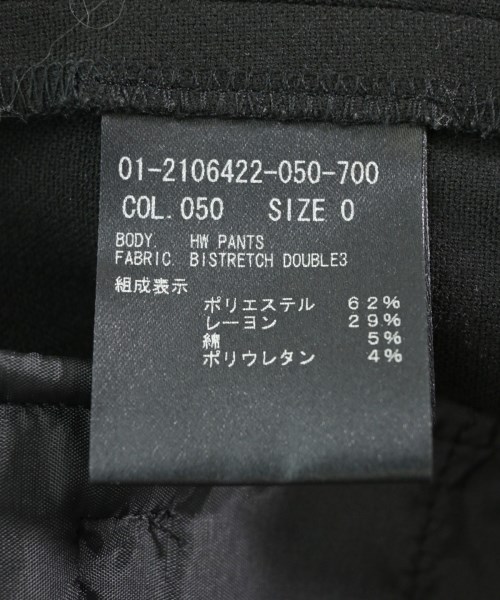 01-2106422-050-700
COL. 050 SIZE 0
BODY. HW PANTS
FABRIC. BISTRETCH DOUBLE3
組成表示
ポリエステル 62%
レーヨン 29%
綿 5%
ポリウレタン 4%